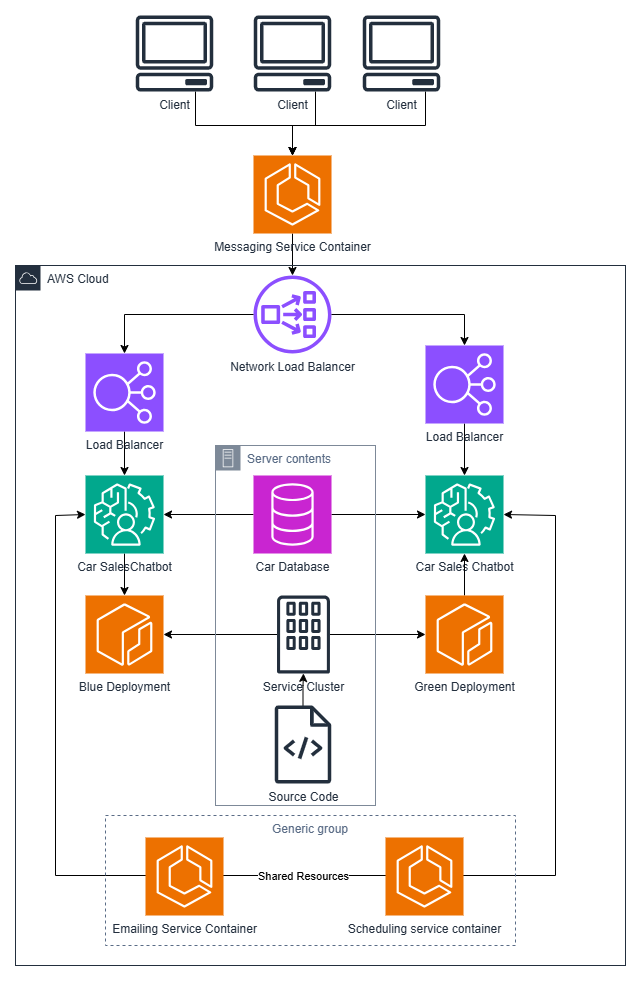 Client
Client
Client
Messaging Service Container
AWS Cloud
Network Load Balancer
Load Balancer
Load Balancer
Server contents
Car SalesChatbot
Car Database
Car Sales Chatbot
Blue Deployment
Service Cluster
Green Deployment
</>
Source Code
Generic group
Shared Resources
Emailing Service Container
Scheduling service container